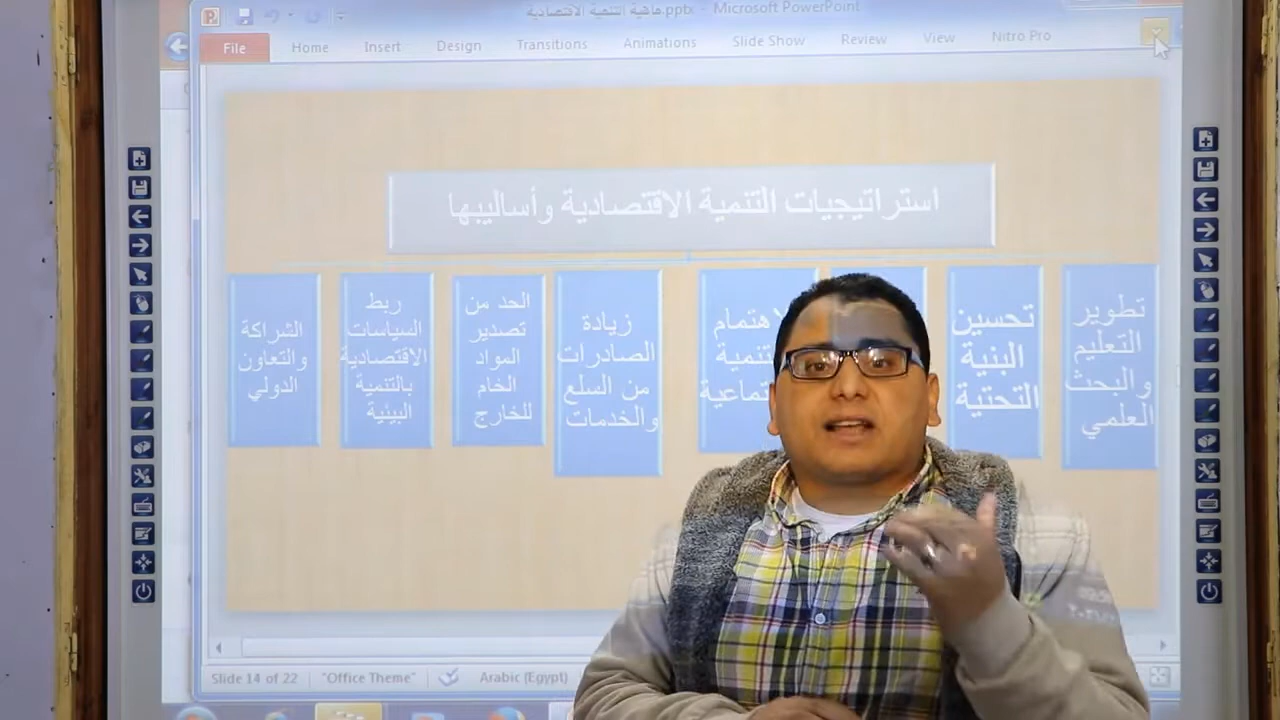 ماهية التنمية الاقتصادية.pptx - Microsoft PowerPoint
File Home Insert Design Transitions Animations Slide Show Review View Nitro Pro
استراتيجيات التنمية الاقتصادية وأساليبها
تطوير
التعليم
والبحث
العلمي
تحسين
البنية
التحتية
تنمية
زيادة
الصادرات
من السلع
والخدمات
الحد من
تصدير
المواد
الخام
للخارج
ربط
السياسات
الاقتصادية
بالتنمية
البيئية
الشراكة
والتعاون
الدولي
Slide 14 of 22 "Office Theme" Arabic (Egypt)